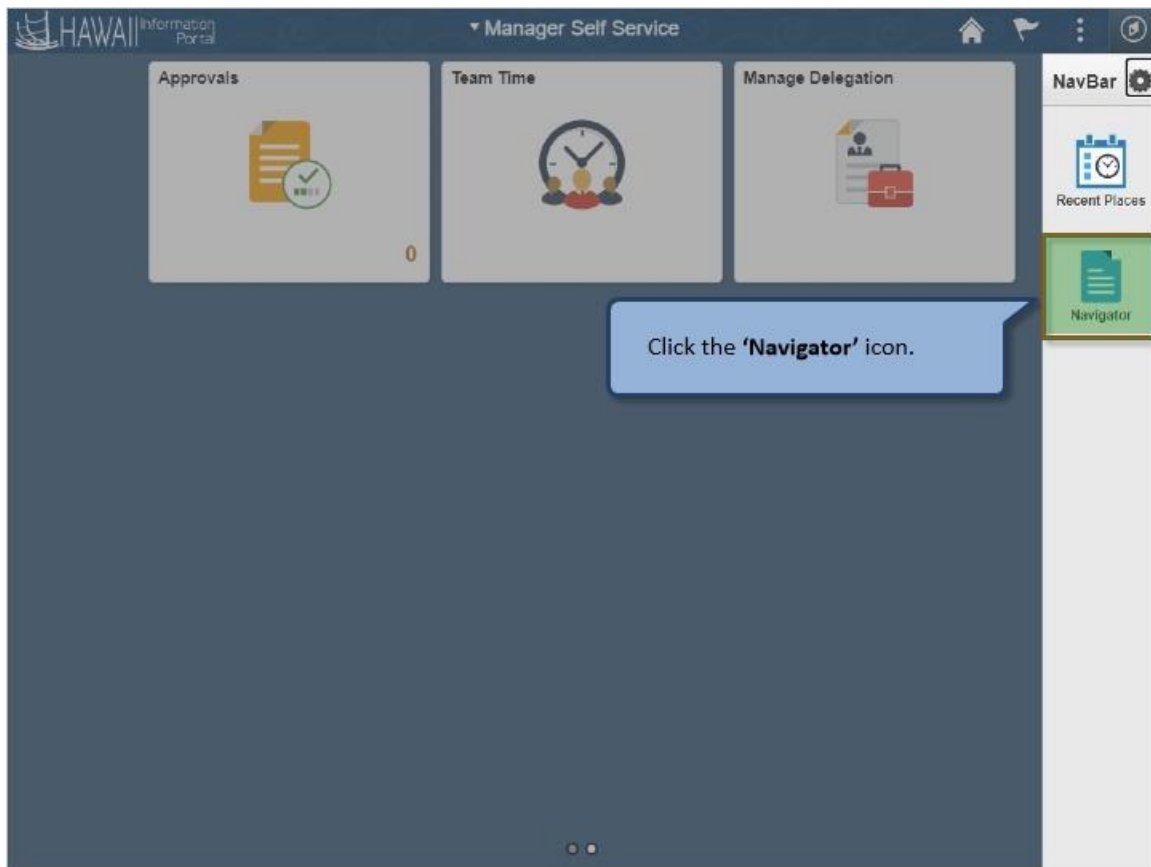 HAWAII Information Portal
Manager Self Service
NavBar
Approvals
Team Time
Manage Delegation
Recent Places
0
Navigator
Click the ‘Navigator’ icon.